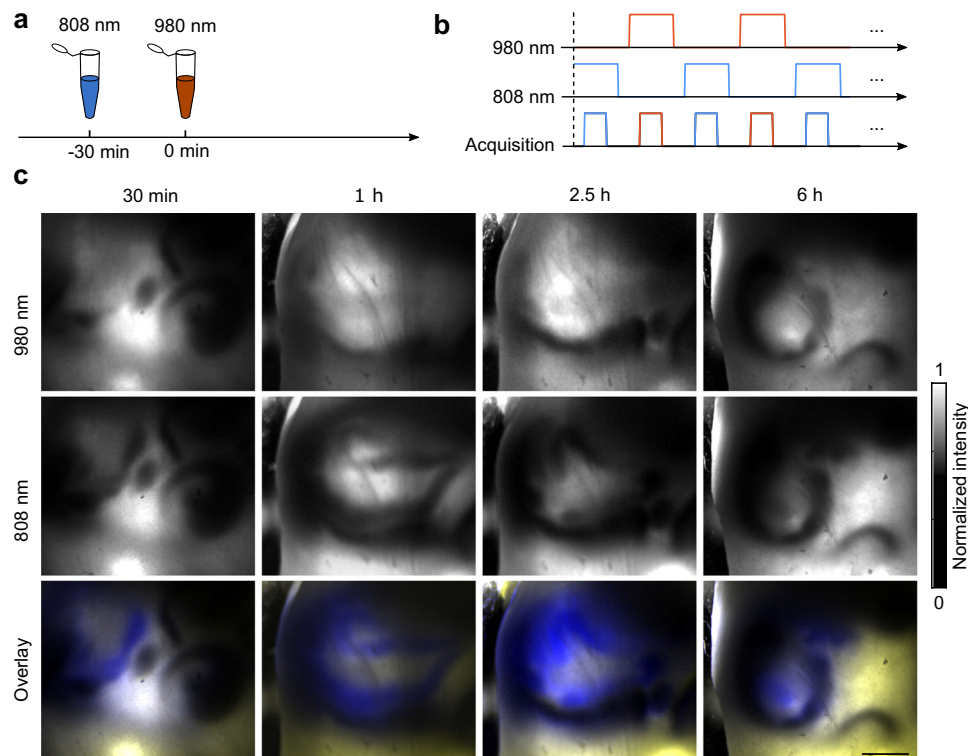 a
808 nm
980 nm
-30 min
0 min
b
980 nm
...
808 nm
...
Acquisition
...
c
30 min
1 h
2.5 h
6 h
980 nm
808 nm
Overlay
1
Normalized intensity
0